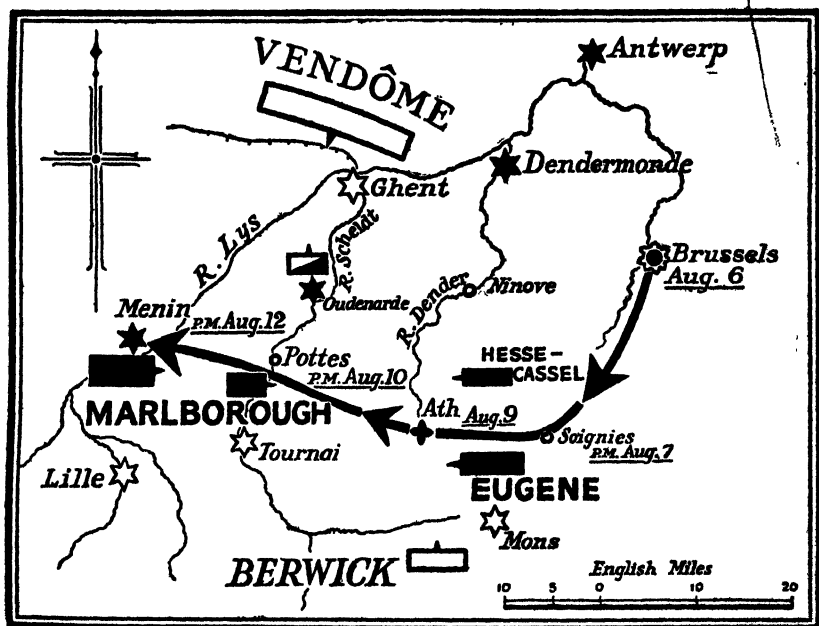 Antwerp
VENDÔME
Dendermonde
Ghent
R. Lys
R. Scheldt
Brussels
Aug. 6
Oudenarde
Ninove
R. Dender
Menin
P.M. Aug. 12
Pottes
P.M. Aug. 10
HESSE-
CASSEL
MARLBOROUGH
Ath Aug. 9
Soignies
P.M. Aug. 7
Tournai
Lille
EUGENE
Mons
BERWICK
English Miles
10 5 0 5 10 20